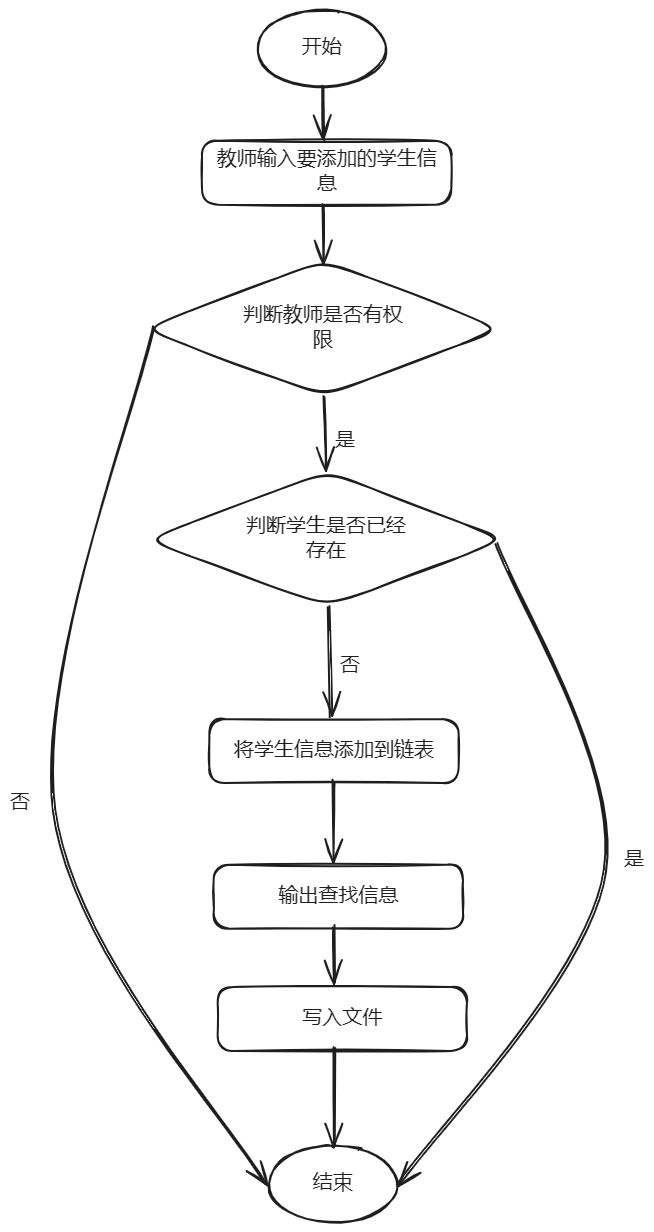 开始
教师输入要添加的学生信
息
判断教师是否有权
限
是
判断学生是否已经
存在
否
将学生信息添加到链表
否
是
输出查找信息
写入文件
结束